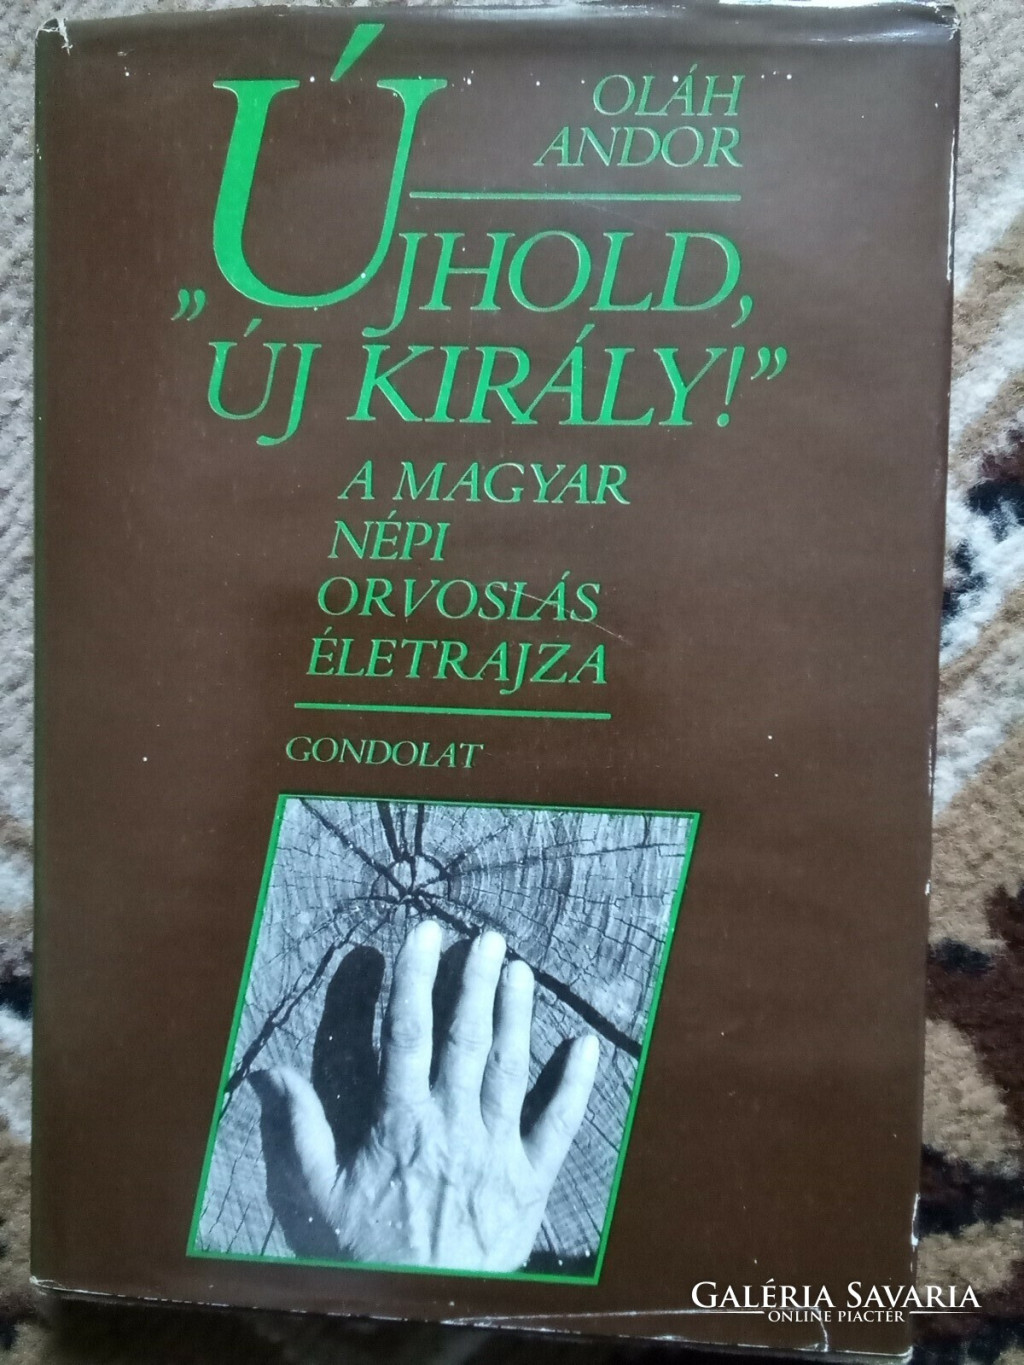 OLÁH
ANDOR
„ÚJHOLD,
ÚJ KIRÁLY!”
A MAGYAR
NÉPI
ORVOSLÁS
ÉLETRAJZA
GONDOLAT
GALÉRIA SAVARIA
ONLINE PIACTÉR